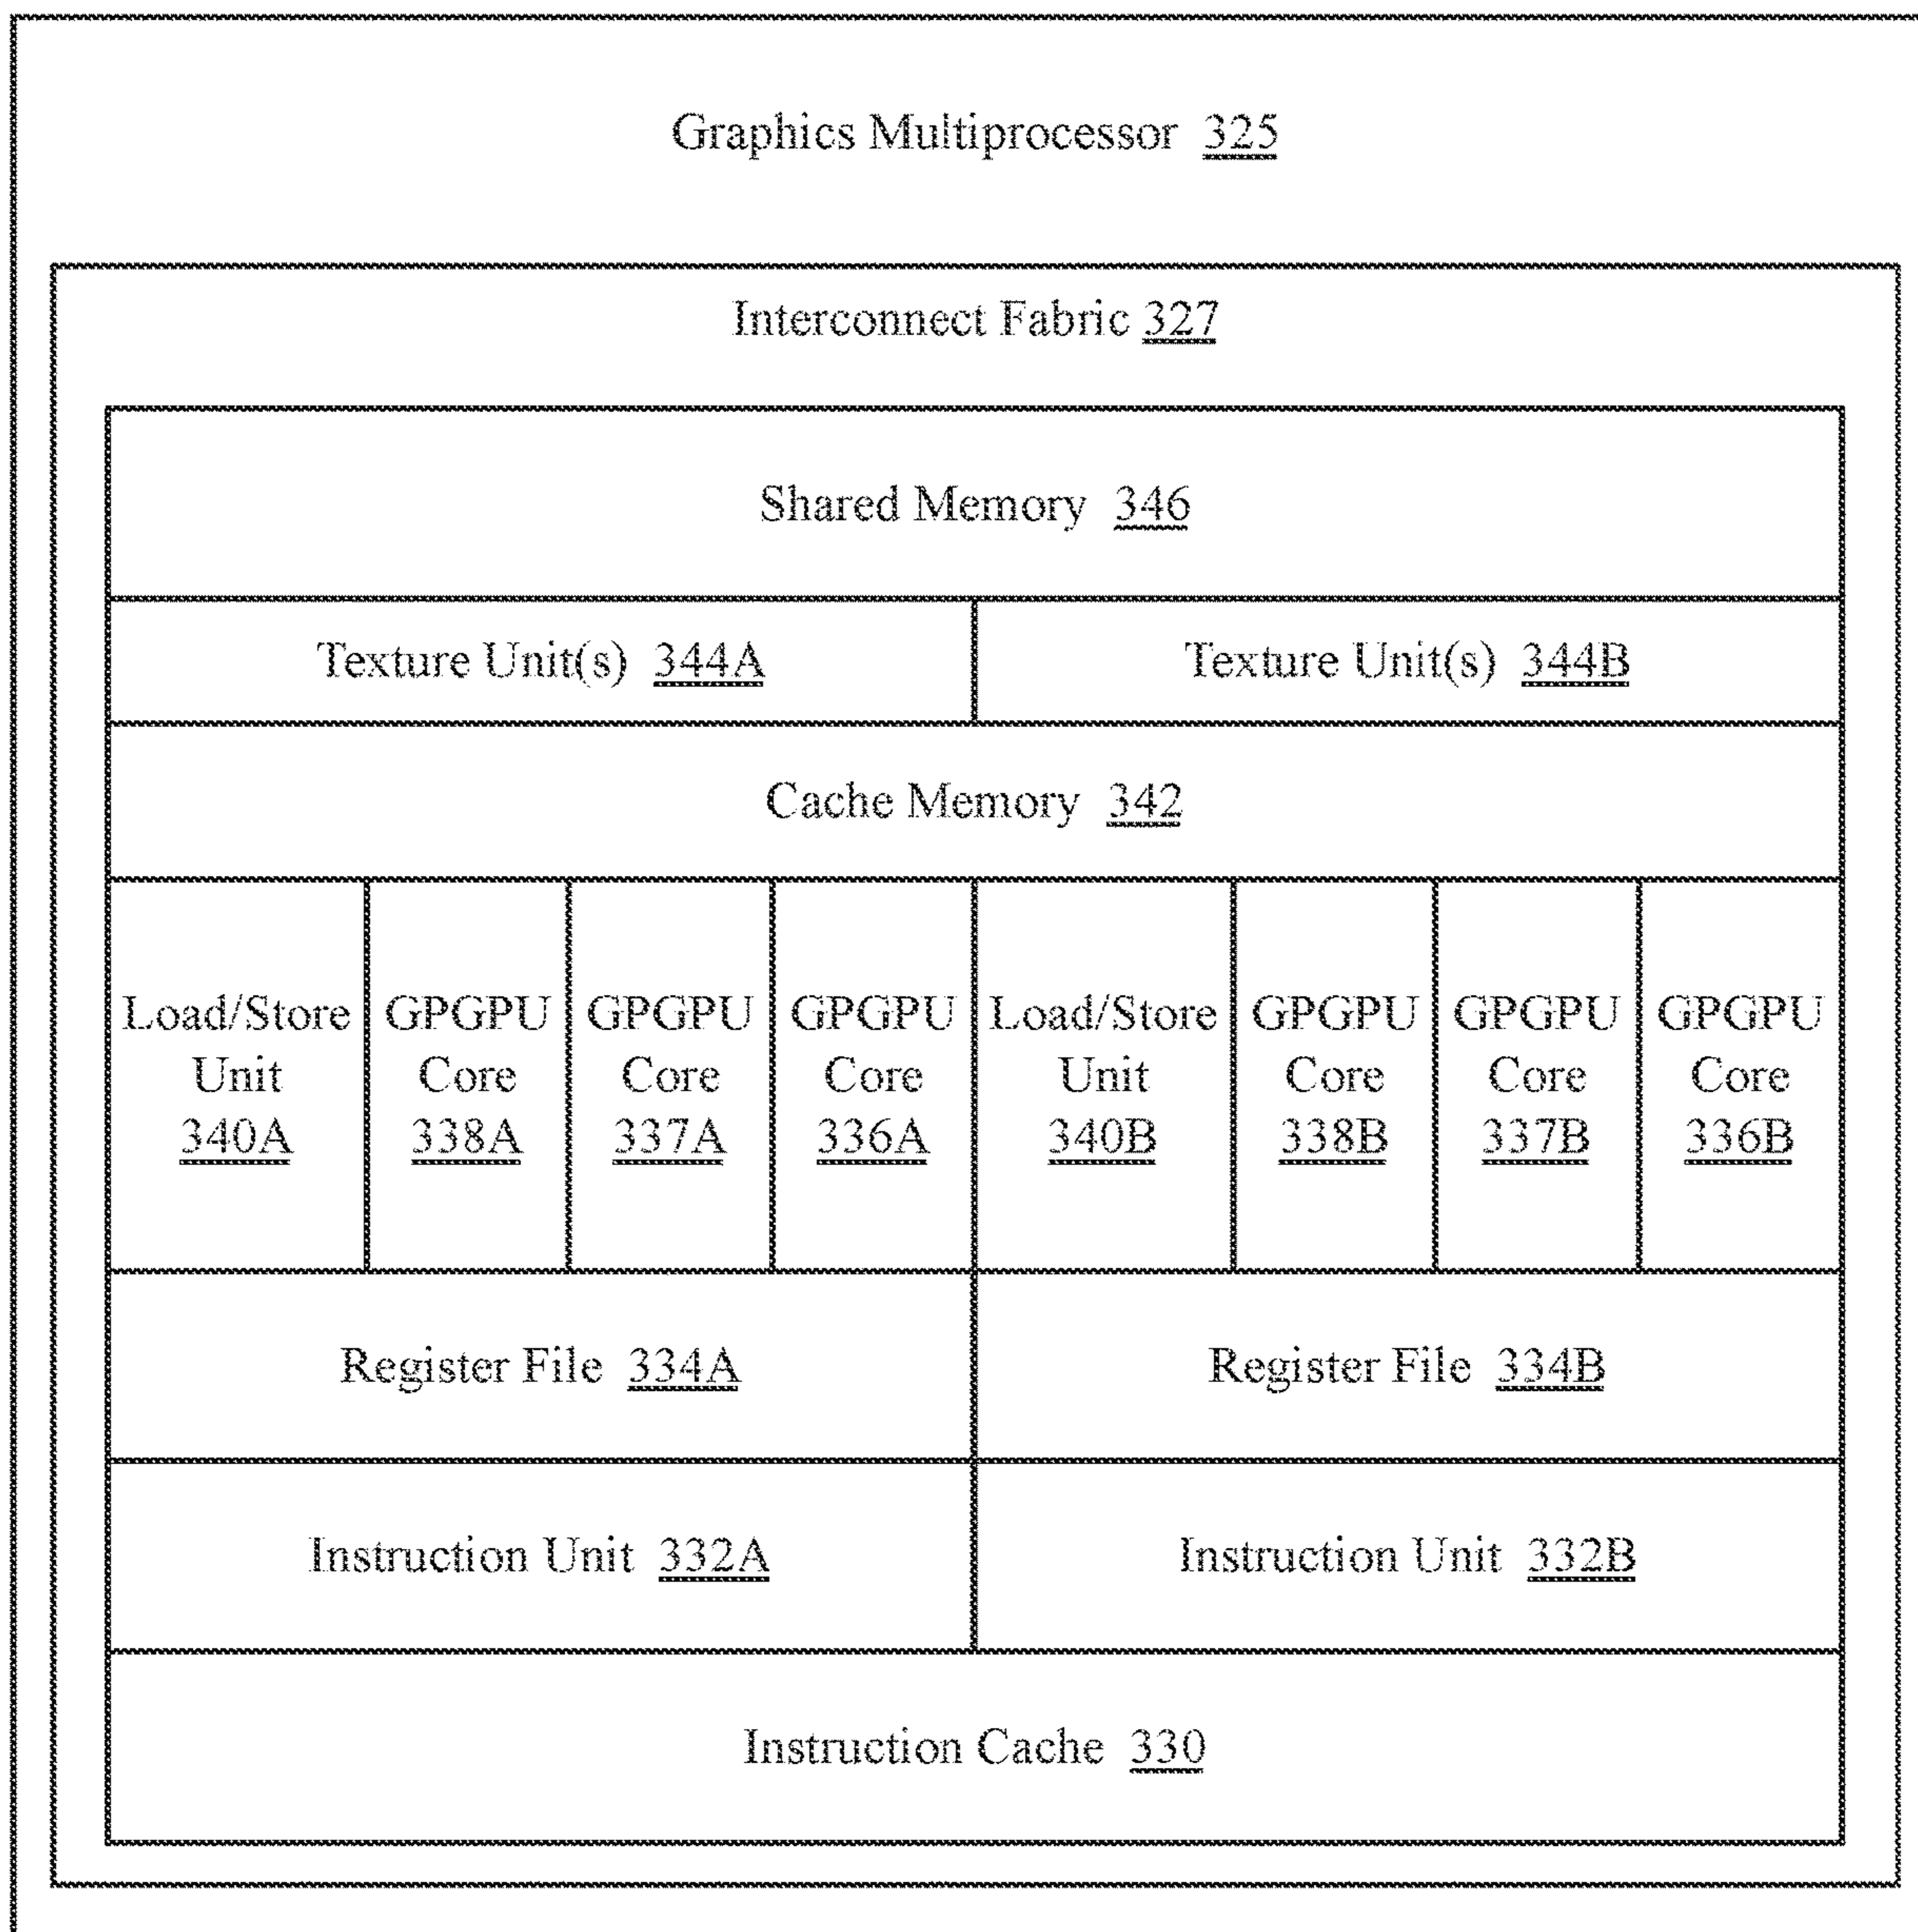 Graphics Multiprocessor 325
Interconnect Fabric 327
Shared Memory 346
Texture Unit(s) 344A
Texture Unit(s) 344B
Cache Memory 342
Load/Store
Unit
340A
GPGPU
Core
338A
GPGPU
Core
337A
GPGPU
Core
336A
Load/Store
Unit
340B
GPGPU
Core
338B
GPGPU
Core
337B
GPGPU
Core
336B
Register File 334A
Register File 334B
Instruction Unit 332A
Instruction Unit 332B
Instruction Cache 330